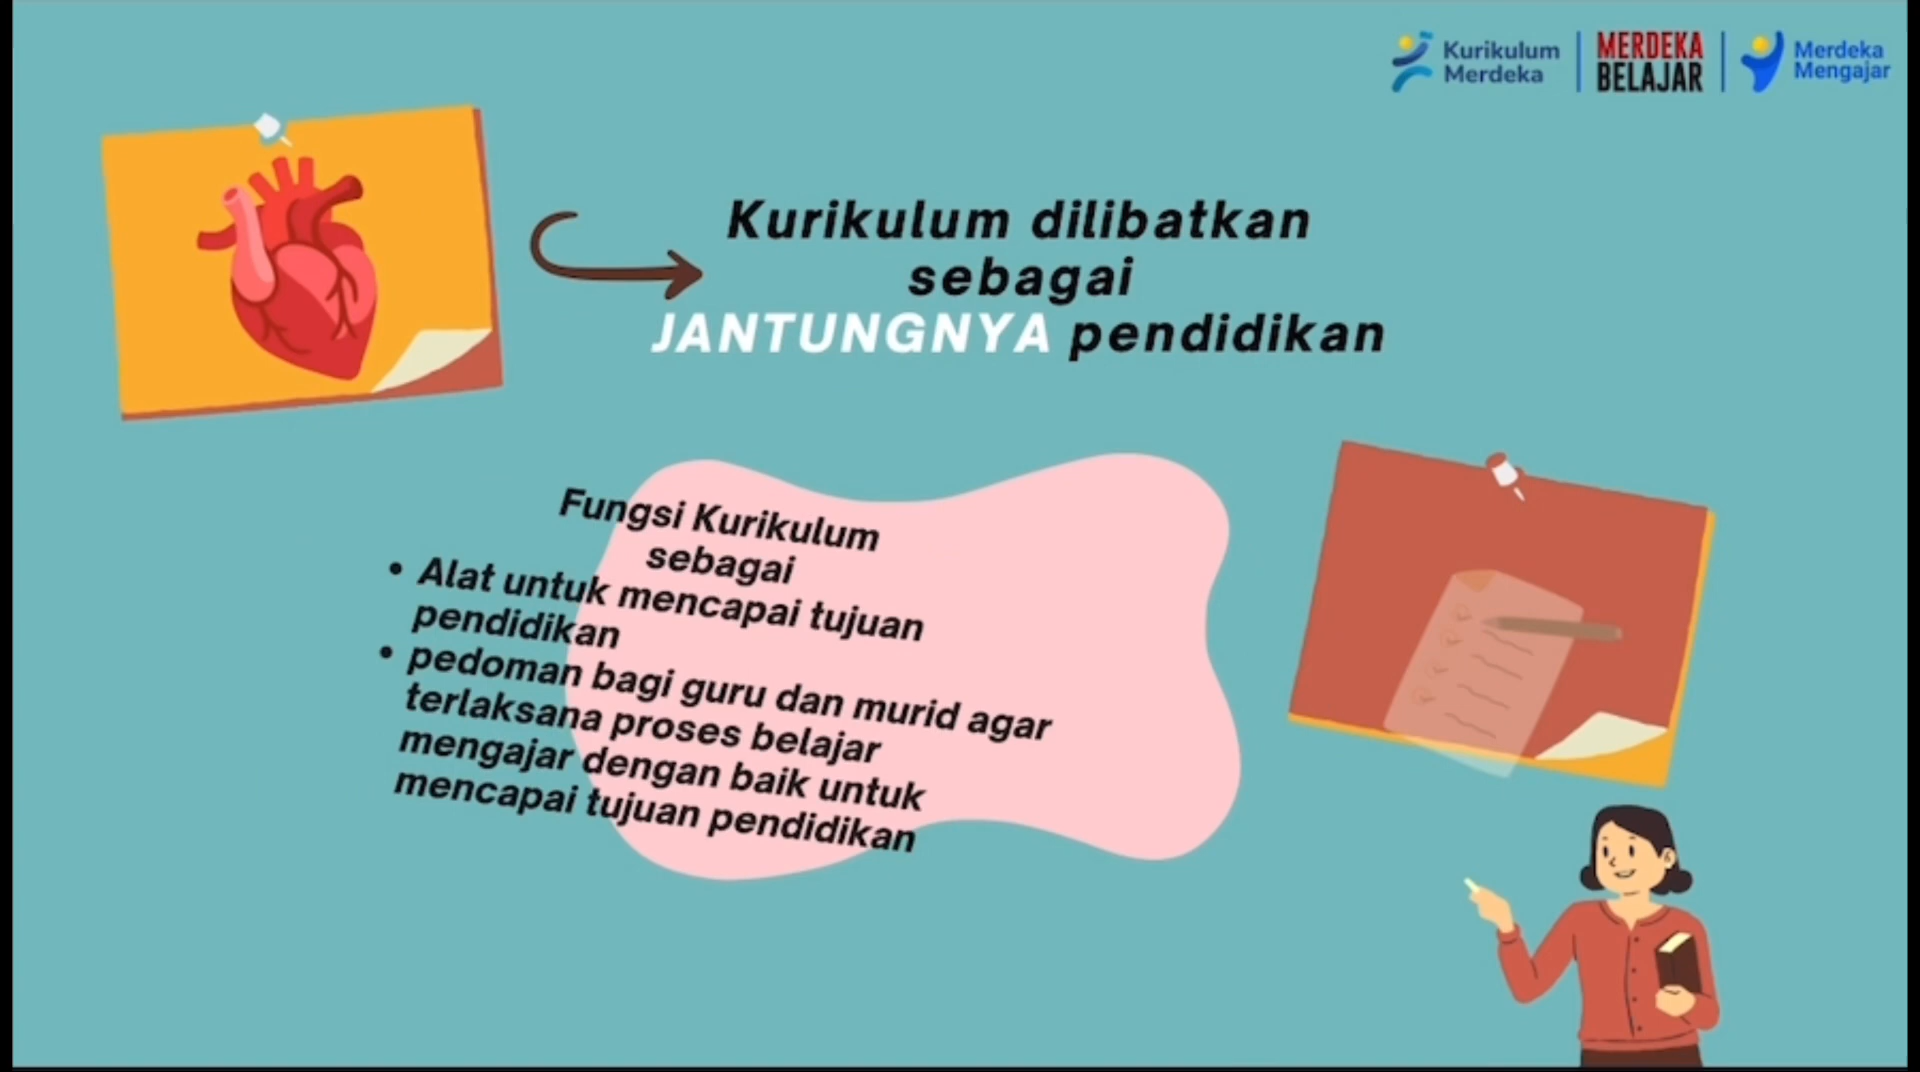 Kurikulum
Merdeka
MERDEKA
BELAJAR
Merdeka
Mengajar
Kurikulum dilibatkan
sebagai
JANTUNGNYA pendidikan
Fungsi Kurikulum
sebagai
• Alat untuk mencapai tujuan
pendidikan
• pedoman bagi guru dan murid agar
terlaksana proses belajar
mengajar dengan baik untuk
mencapai tujuan pendidikan